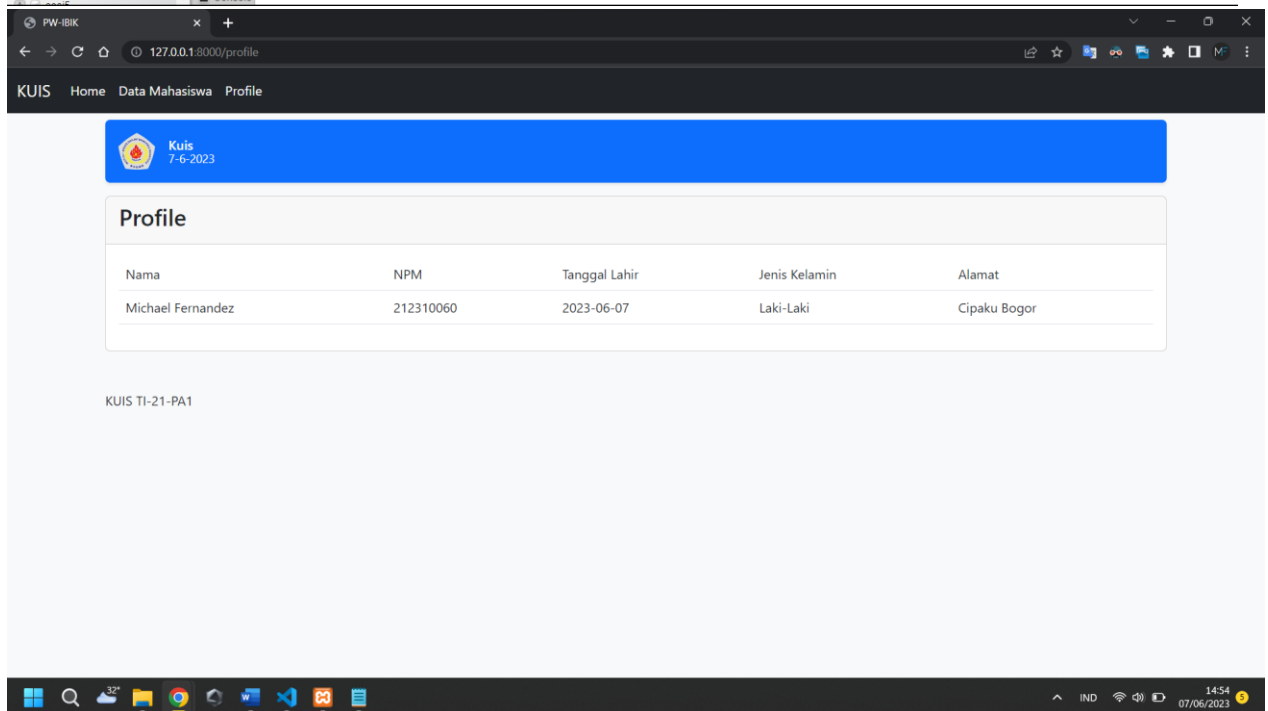 PW-IBIK
127.0.0.1:8000/profile
KUIS Home Data Mahasiswa Profile
Kuis
7-6-2023
Profile
Nama NPM Tanggal Lahir Jenis Kelamin Alamat
Michael Fernandez 212310060 2023-06-07 Laki-Laki Cipaku Bogor
KUIS TI-21-PA1
32°
IND
14:54
07/06/2023
5